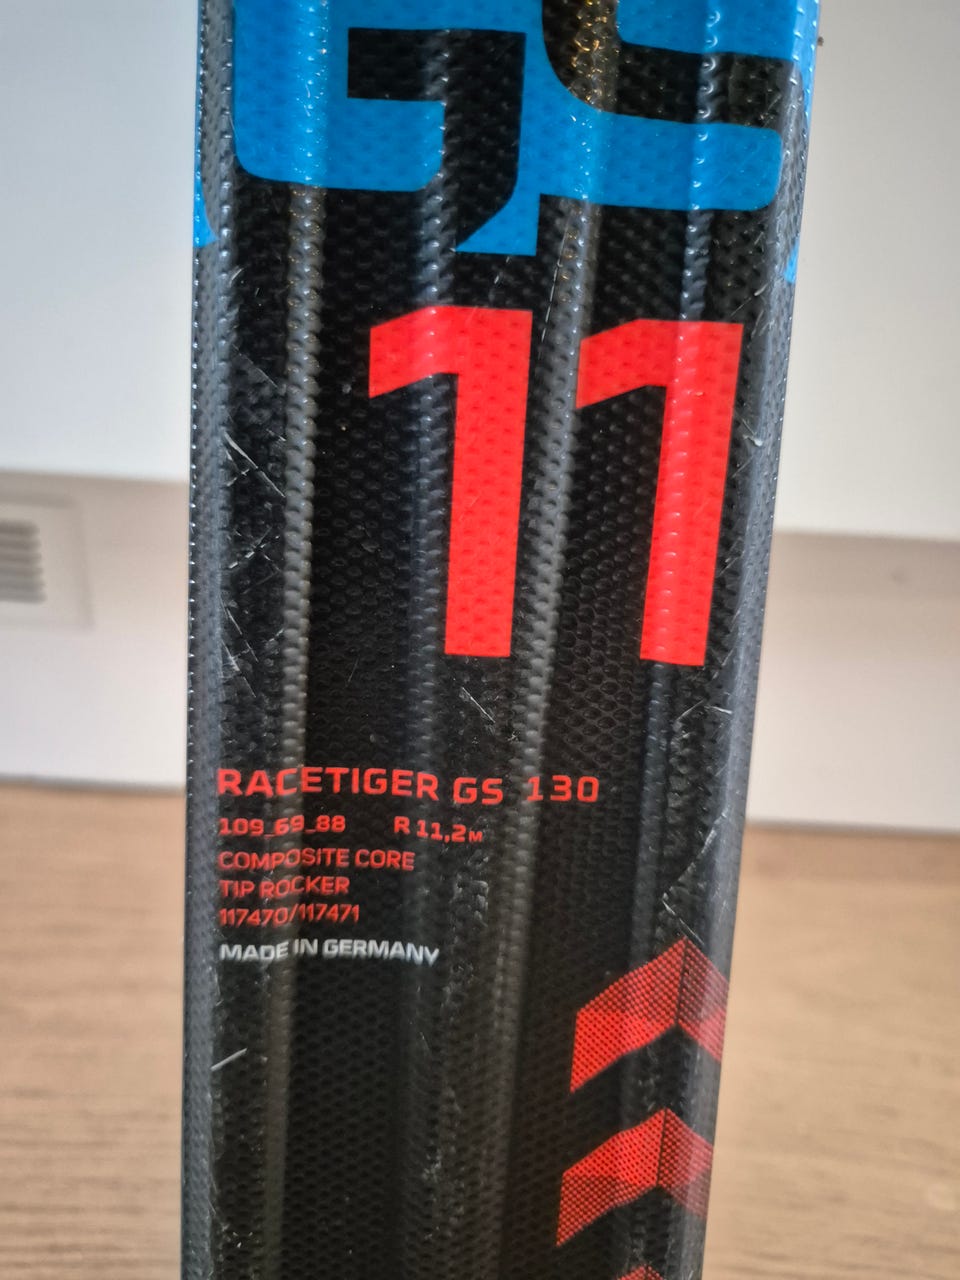 GS
11
RACETIGER GS 130
109_69_88 R 11,2M
COMPOSITE CORE
TIP ROCKER
117470/117471
MADE IN GERMANY